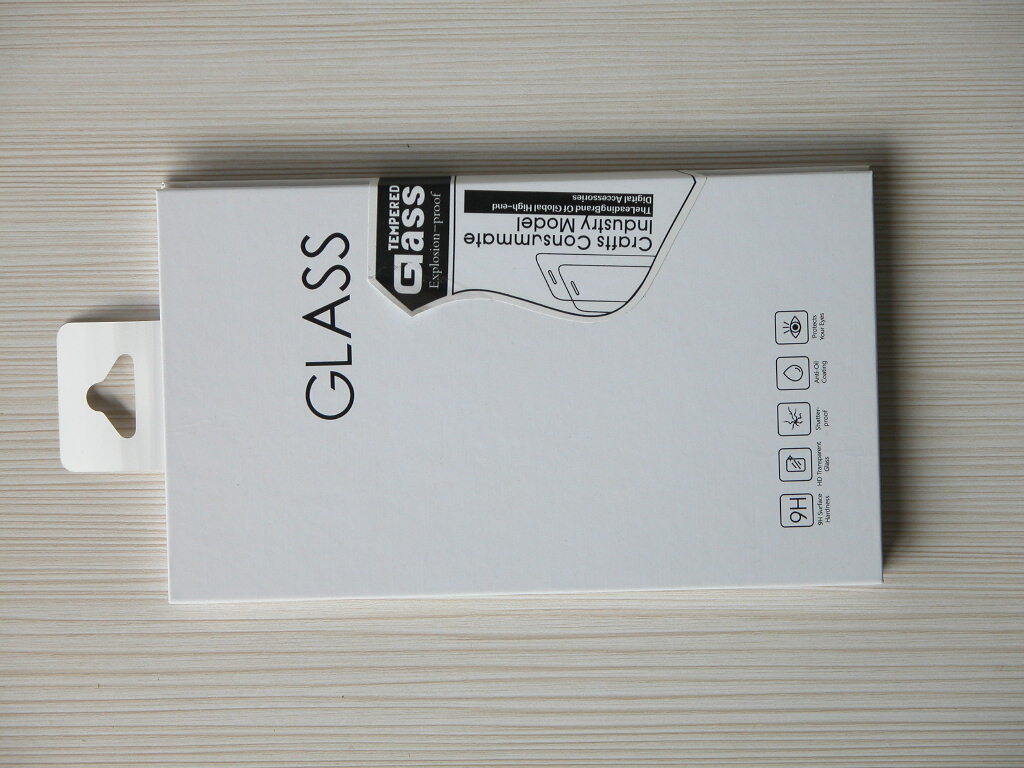 GLASS
TEMPERED
Glass
Explosion-proof
Crafts Consummate
Industry Model
TheLeadingBrand Of Global High-end
Digital Accessories
9H
9H Surface
Hardness
HD Transparent
Glass
Shatter-
proof
Anti-Oil
Coating
Protects
Your Eyes